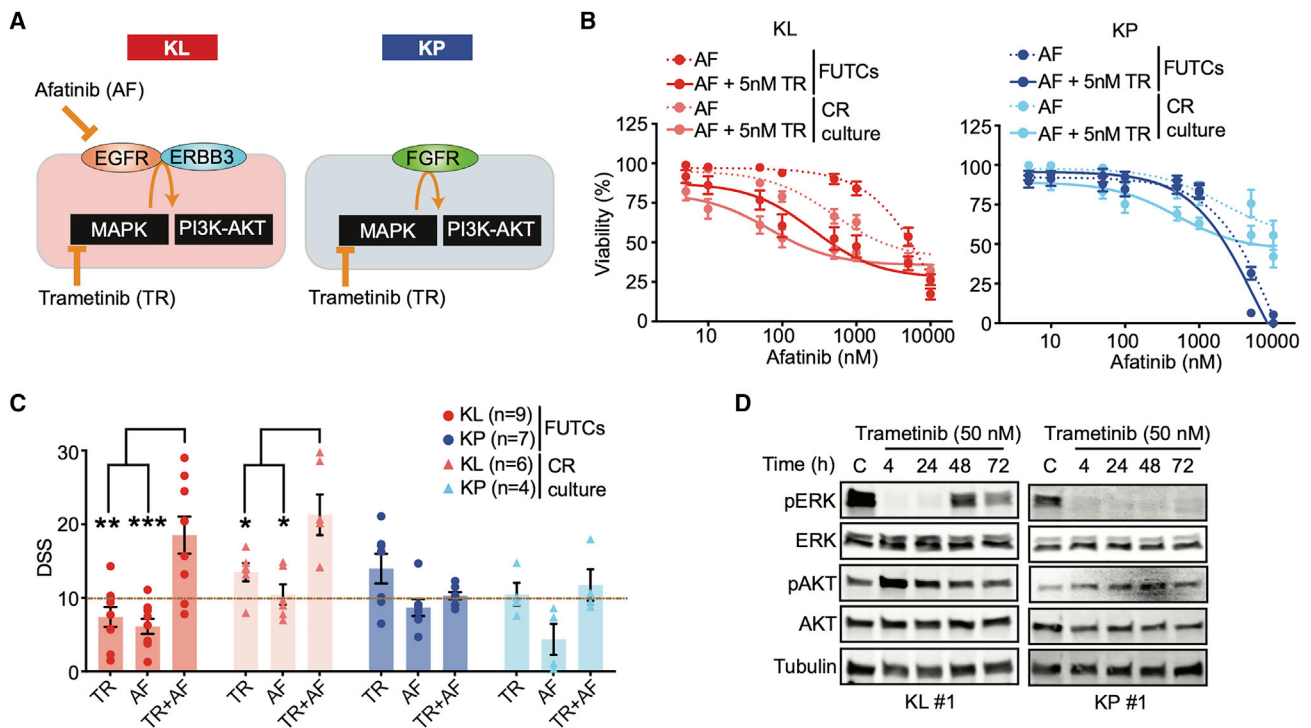 A
KL
KP
Afatinib (AF)
EGFR
ERBB3
FGFR
MAPK
PI3K-AKT
MAPK
PI3K-AKT
Trametinib (TR)
Trametinib (TR)
B
KL
AF
AF + 5nM TR
FUTCs
AF
AF + 5nM TR
CR
culture
125
100
75
50
25
0
Viability (%)
10 100 1000 10000
Afatinib (nM)
KP
AF
AF + 5nM TR
FUTCs
AF
AF + 5nM TR
CR
culture
125
100
75
50
25
0
10 100 1000 10000
Afatinib (nM)
C
KL (n=9)
KP (n=7)
FUTCs
KL (n=6)
KP (n=4)
CR
culture
30
20
10
0
DSS
** *** * *
TR AF TR+AF TR AF TR+AF TR AF TR+AF TR AF TR+AF
D
Trametinib (50 nM) Trametinib (50 nM)
Time (h) C 4 24 48 72 C 4 24 48 72
pERK
ERK
pAKT
AKT
Tubulin
KL #1 KP #1